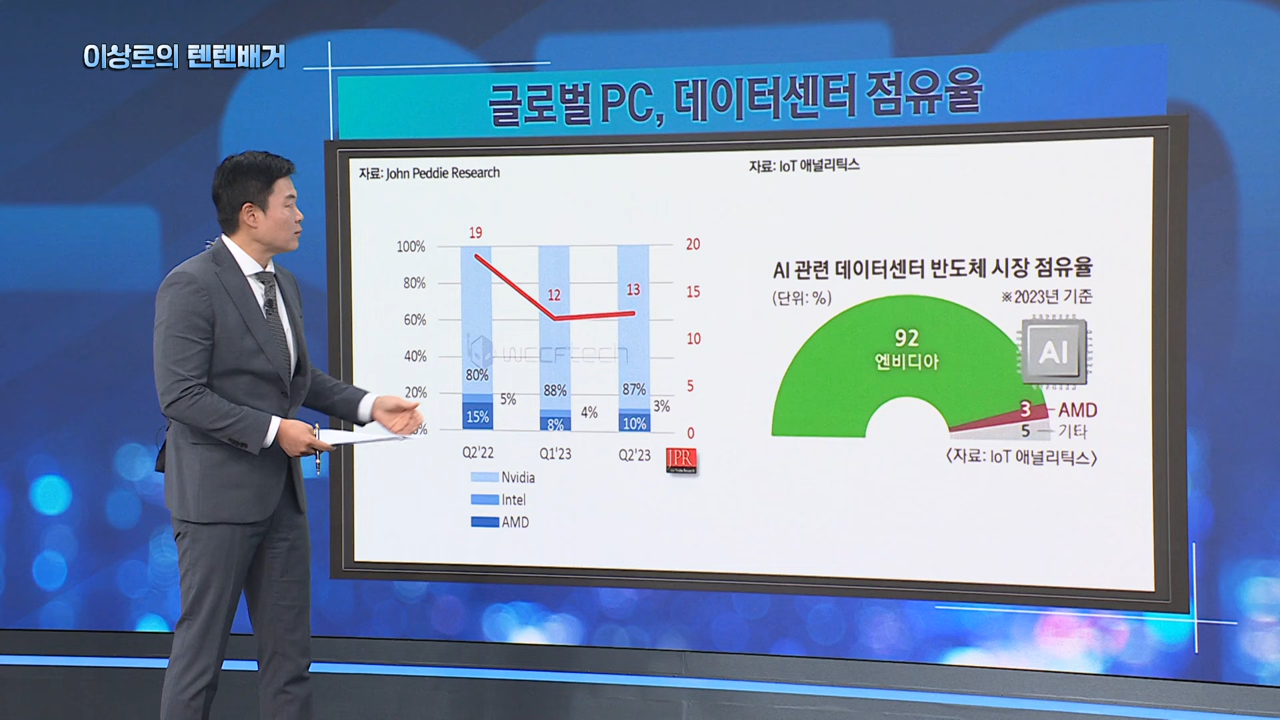 이상로의 텐텐배거
글로벌 PC, 데이터센터 점유율
자료: John Peddie Research
19
100%
80%
60%
40%
20%
12
13
20
15
10
5
0
wccftech
80%
88%
87%
5%
4%
3%
15%
8%
10%
Q2'22
Q1'23
Q2'23
JPR
Nvidia
Intel
AMD
자료: IoT 애널리틱스
AI 관련 데이터센터 반도체 시장 점유율
(단위: %)
※2023년 기준
92
엔비디아
AI
3
AMD
5
기타
〈자료: IoT 애널리틱스〉